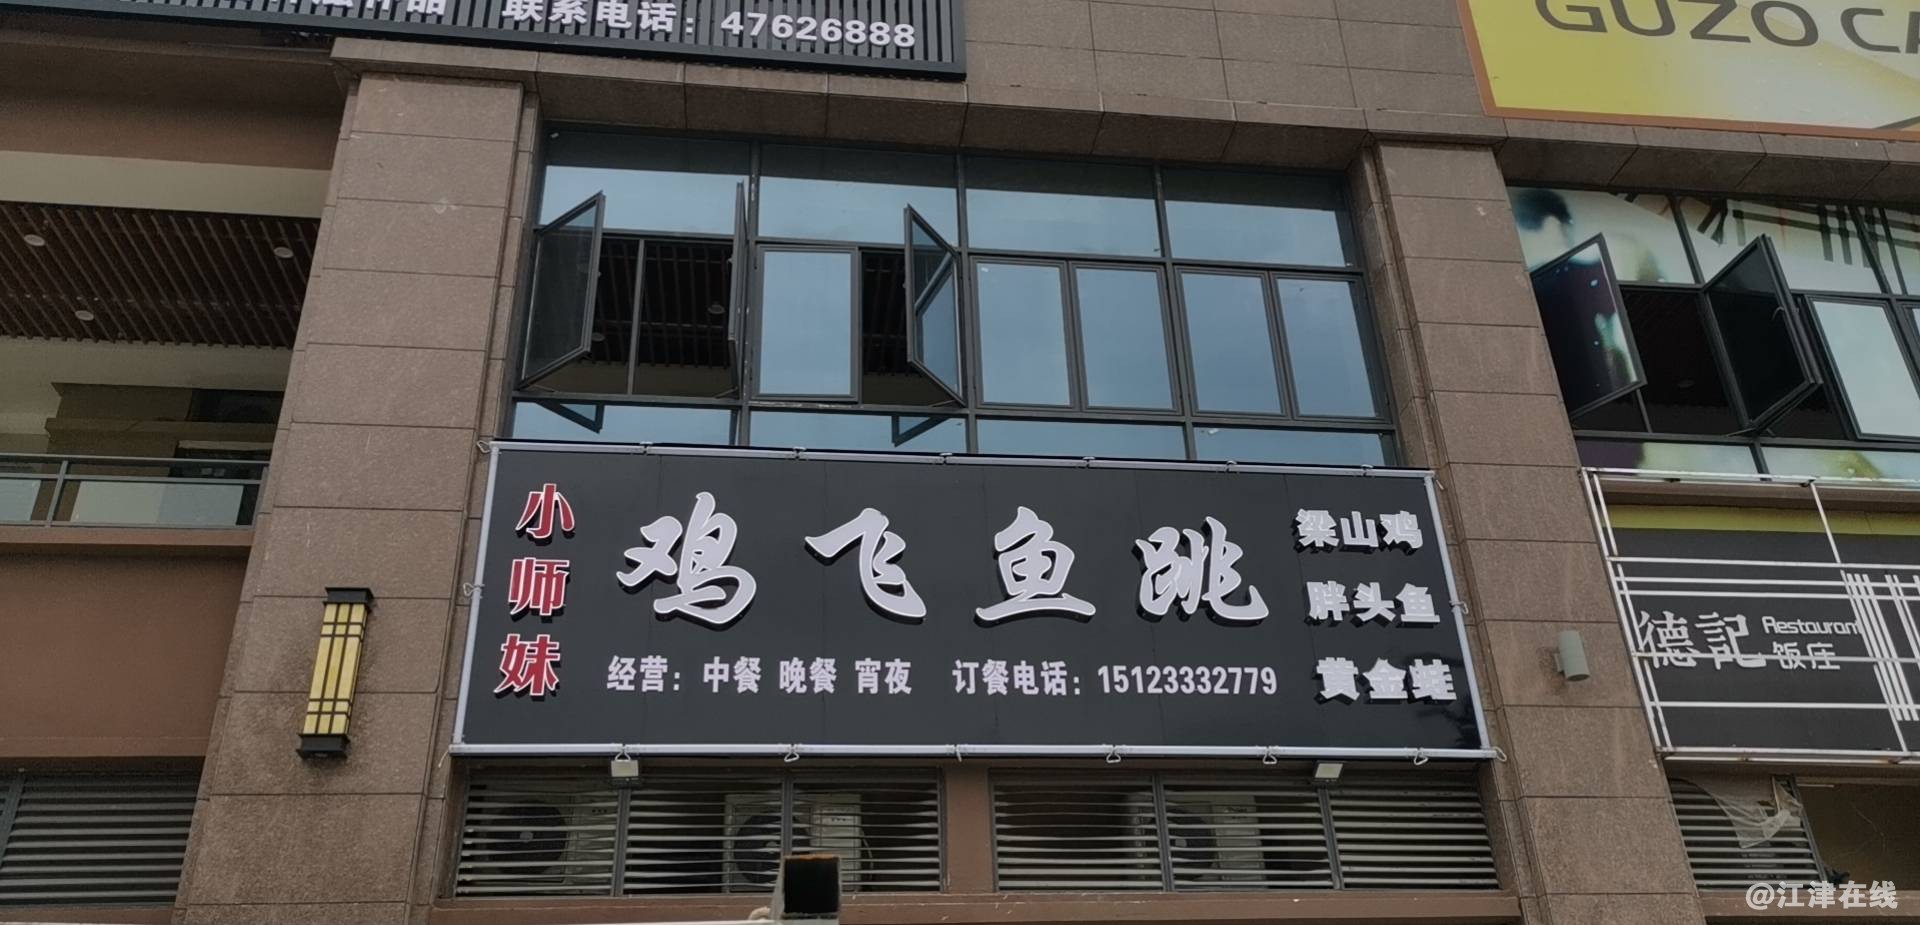 联系电话：47626888
GUZO CA
小师妹
鸡飞鱼跳
梁山鸡
胖头鱼
黄金蛙
经营：中餐 晚餐 宵夜 订餐电话：15123332779
德記 Restaurant
饭庄
@江津在线